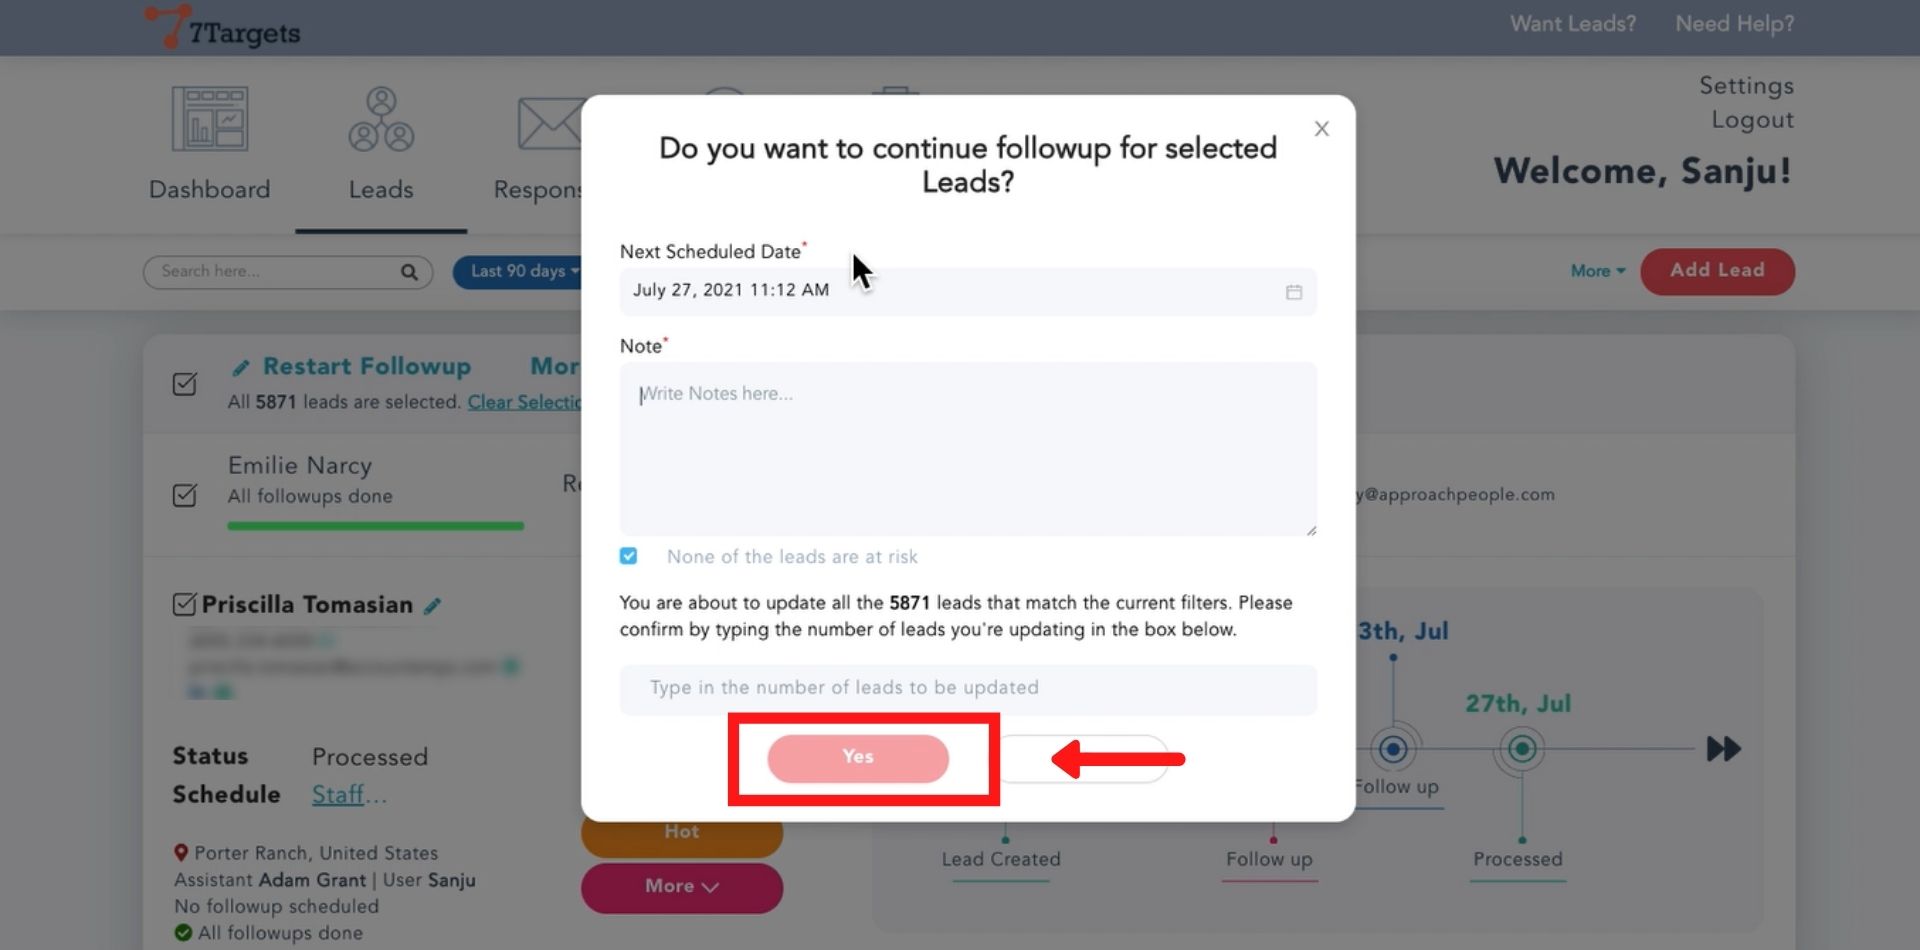 7Targets
Want Leads? Need Help?
Settings
Logout
Welcome, Sanju!
Dashboard Leads Respons
Search here...
Last 90 days
More
Add Lead
Restart Followup Mor
All 5871 leads are selected. Clear Selectio
Emilie Narcy
All followups done
y@approachpeople.com
Priscilla Tomasian
Status Processed
Schedule Staff...
Porter Ranch, United States
Assistant Adam Grant | User Sanju
No followup scheduled
All followups done
Do you want to continue followup for selected
Leads?
Next Scheduled Date*
July 27, 2021 11:12 AM
Note*
Write Notes here...
None of the leads are at risk
You are about to update all the 5871 leads that match the current filters. Please
confirm by typing the number of leads you're updating in the box below.
Type in the number of leads to be updated
Yes
Hot
More
3th, Jul
27th, Jul
Follow up
Lead Created
Follow up
Processed